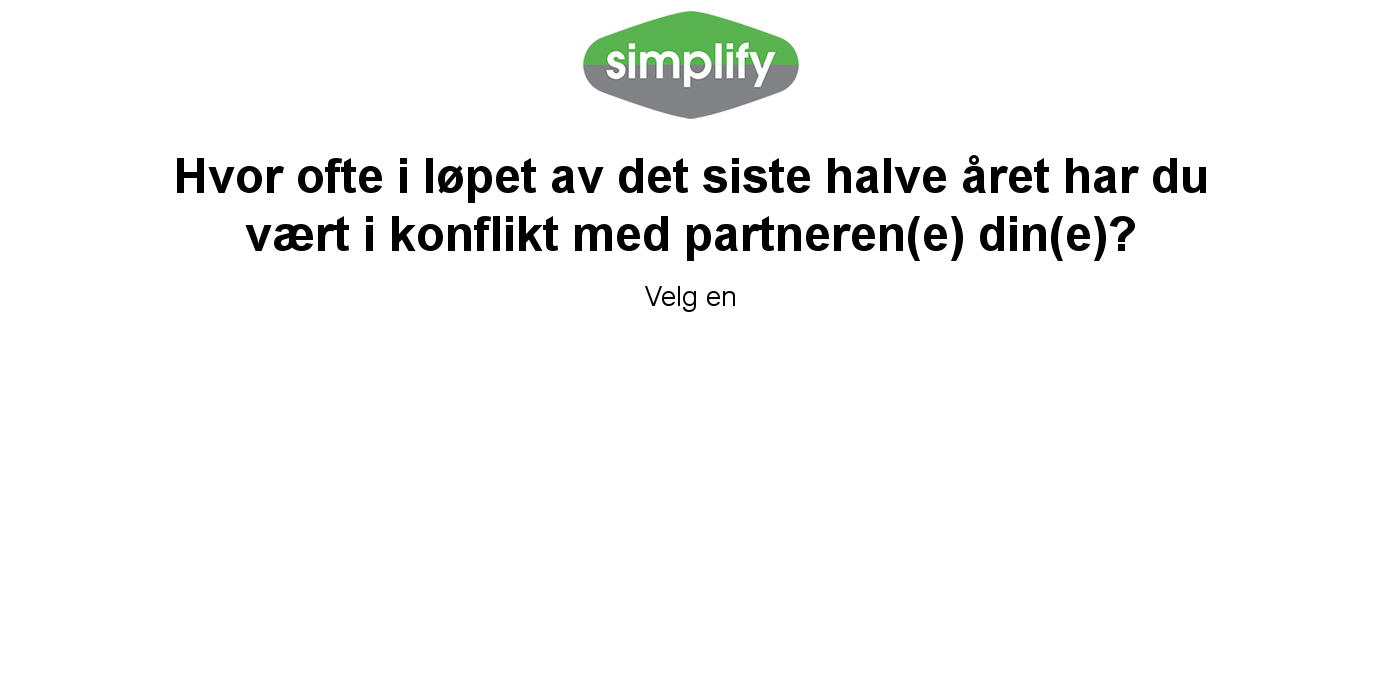 simplify
Hvor ofte i løpet av det siste halve året har du
vært i konflikt med partneren(e) din(e)?
Velg en